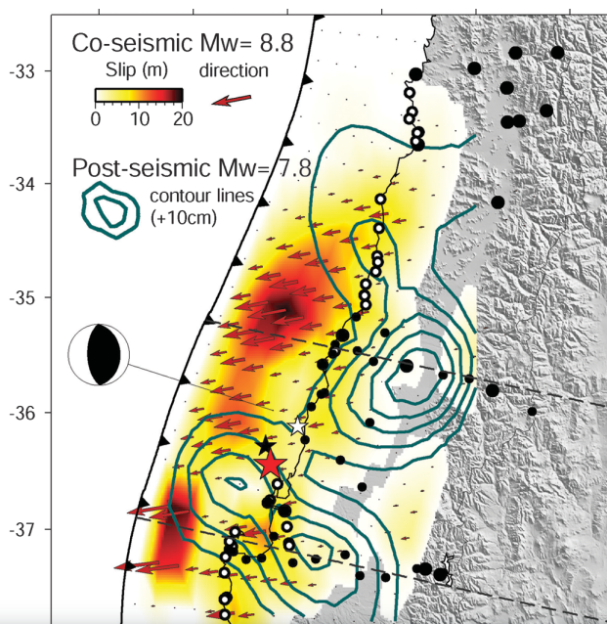 Co-seismic Mw= 8.8
Slip (m) direction
0 10 20
Post-seismic Mw= 7.8
contour lines
(+10cm)
-33
-34
-35
-36
-37